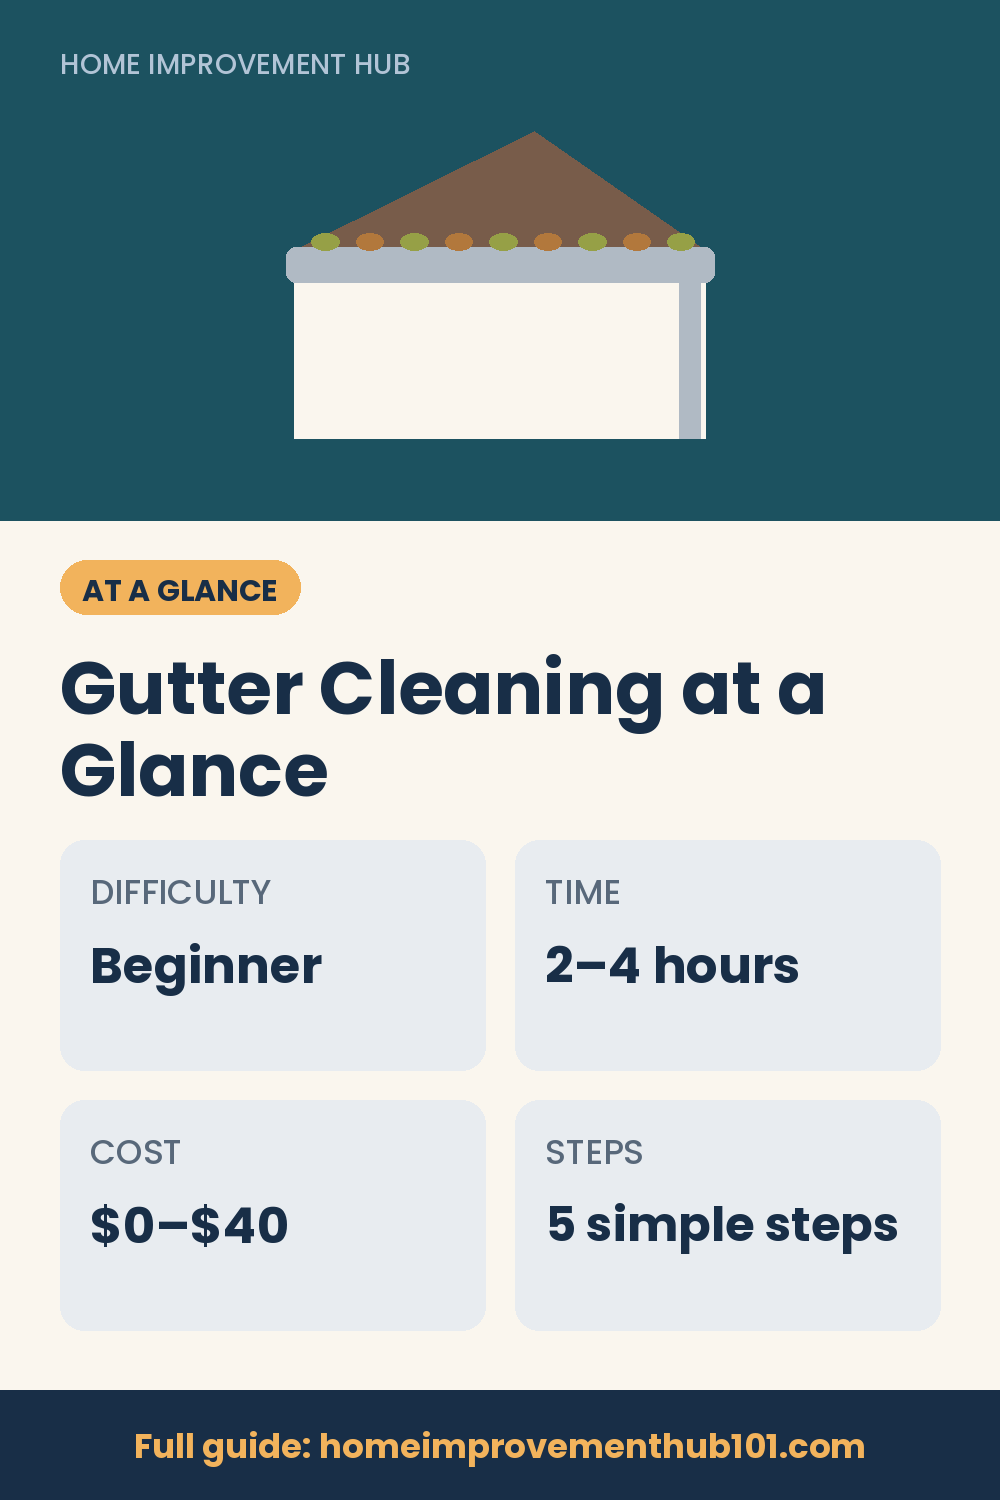 HOME IMPROVEMENT HUB
AT A GLANCE
Gutter Cleaning at a
Glance
DIFFICULTY
Beginner
TIME
2–4 hours
COST
$0–$40
STEPS
5 simple steps
Full guide: homeimprovementhub101.com